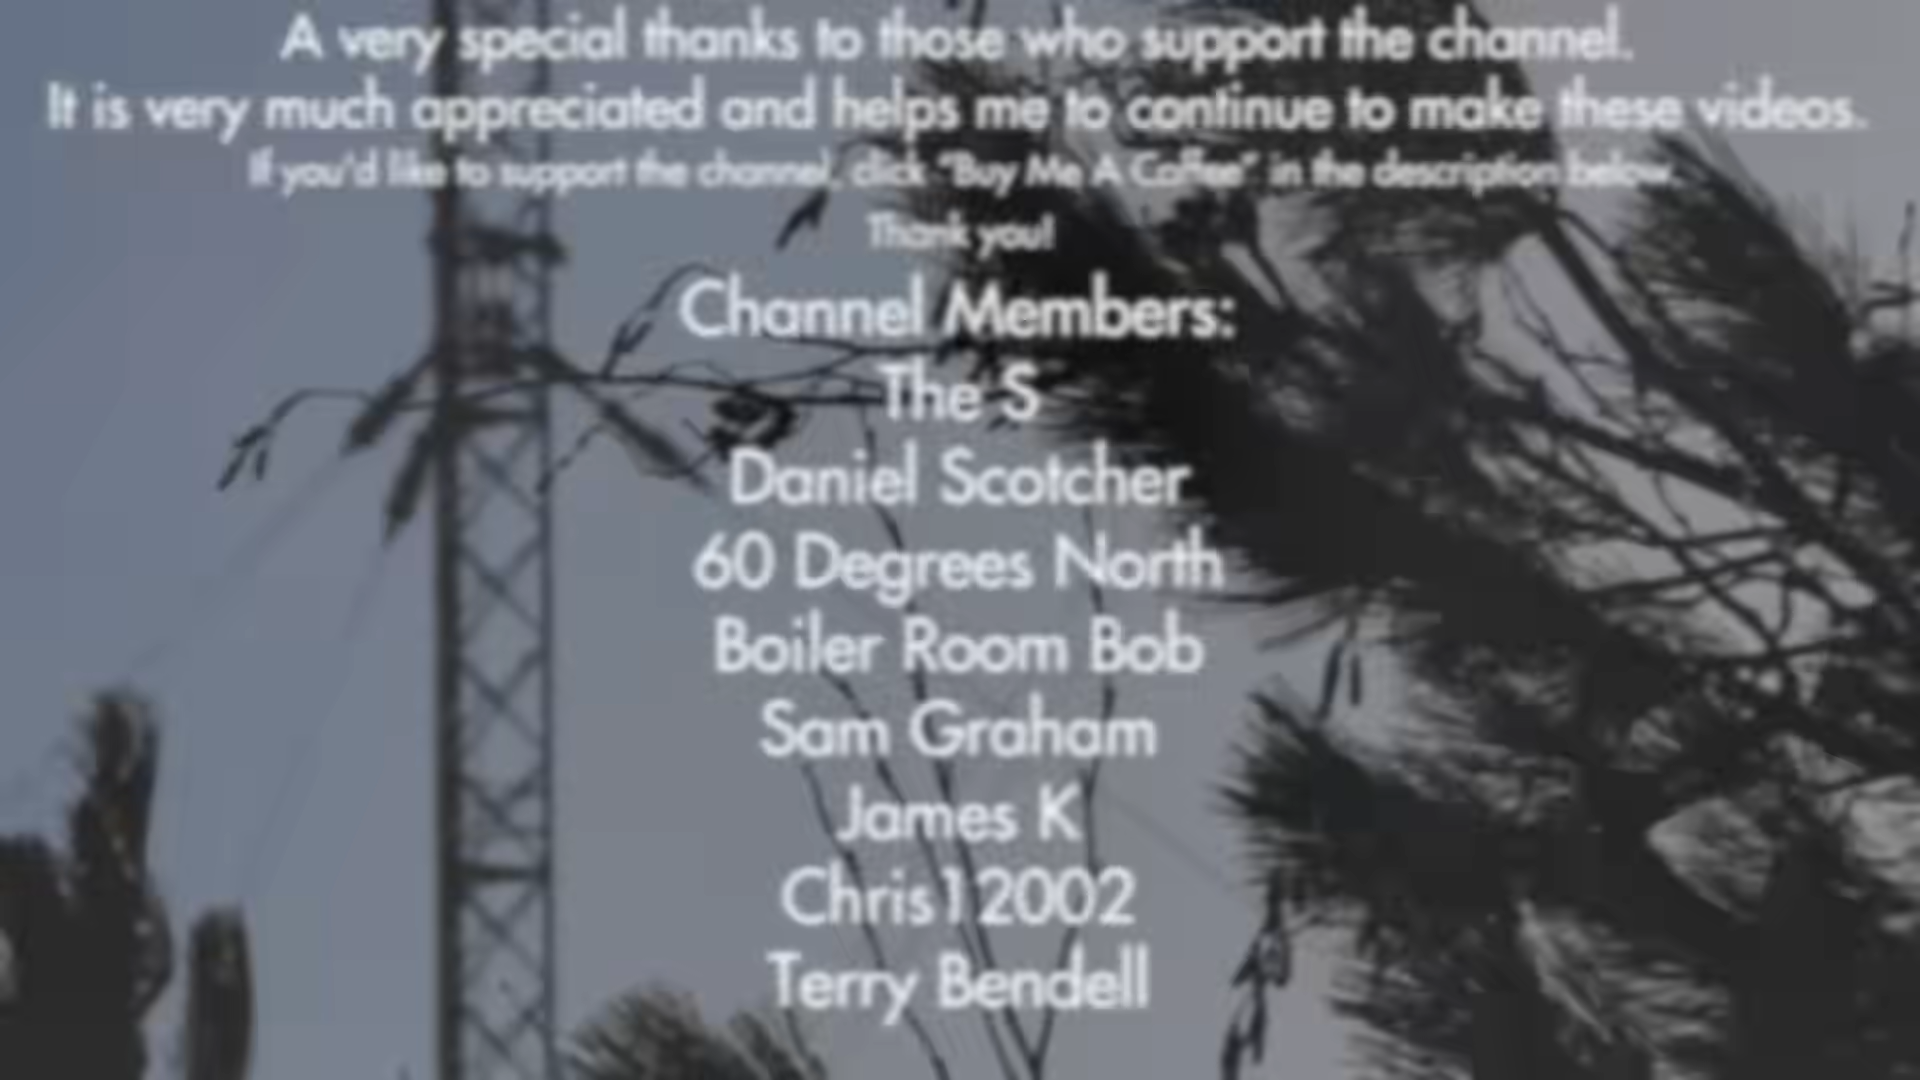 A very special thanks to those who support the channel.
It is very much appreciated and helps me to continue to make these videos.
If you'd like to support the channel, click "Buy Me A Coffee" in the description below.
Thank you!
Channel Members:
The S
Daniel Scotcher
60 Degrees North
Boiler Room Bob
Sam Graham
James K
Chris12002
Terry Bendell